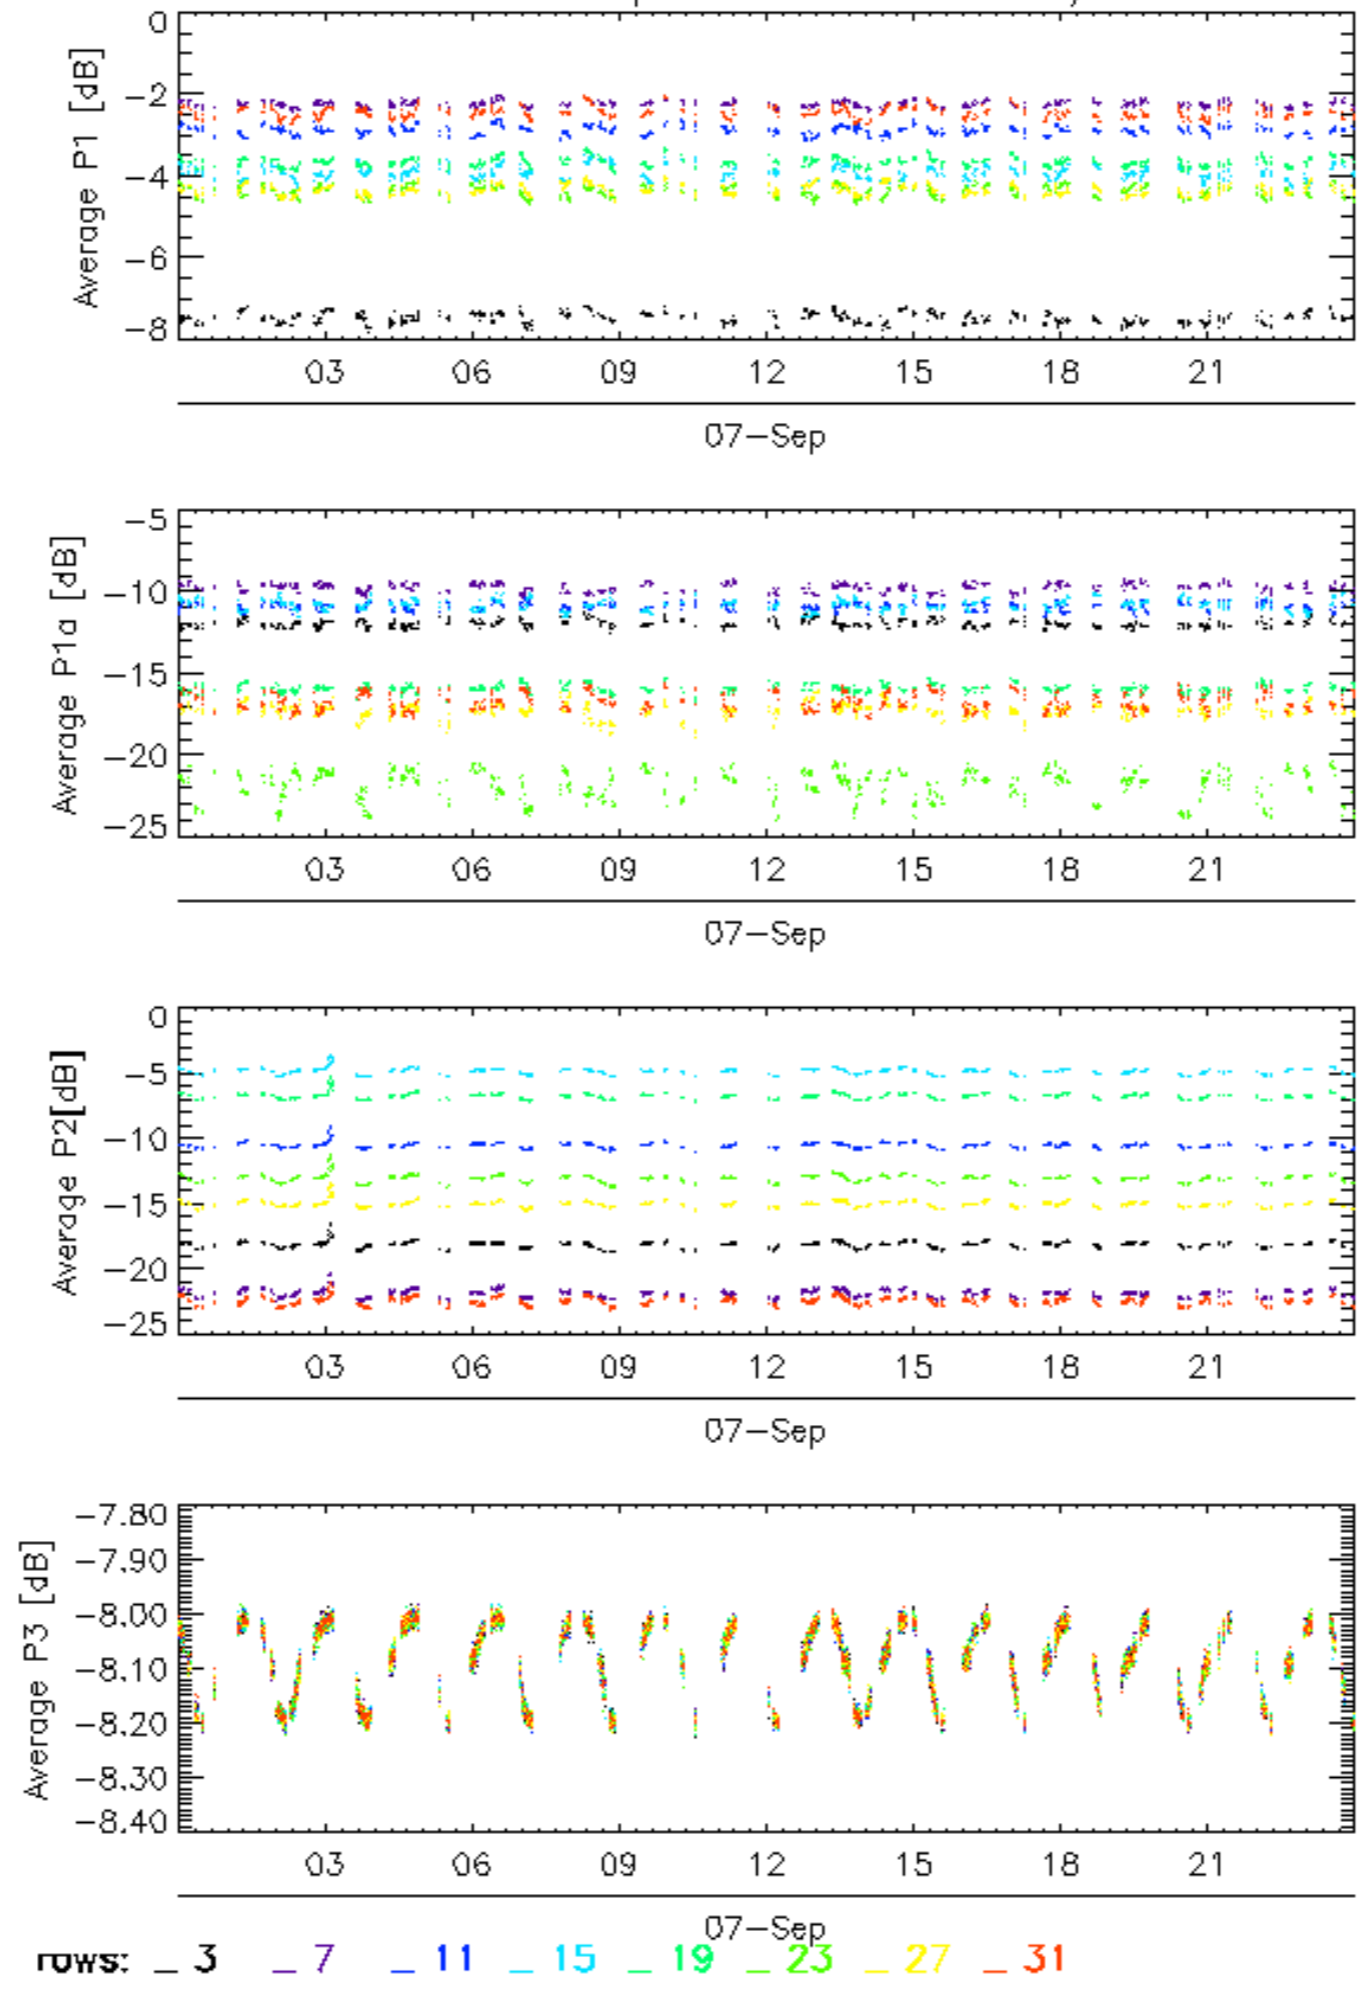 Average P1 [dB]
0
−2
−4
−6
−8
03 06 09 12 15 18 21
07−Sep
Average P1a [dB]
−5
−10
−15
−20
−25
03 06 09 12 15 18 21
07−Sep
Average P2[dB]
0
−5
−10
−15
−20
−25
03 06 09 12 15 18 21
07−Sep
Average P3 [dB]
−7.80
−7.90
−8.00
−8.10
−8.20
−8.30
−8.40
03 06 09 12 15 18 21
07−Sep
rows: _ 3 _ 7 _ 11 _ 15 _ 19 _ 23 _ 27 _ 31